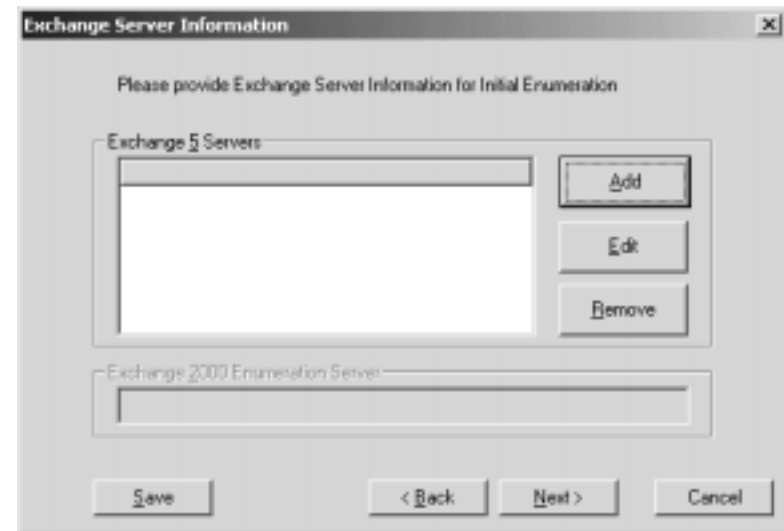 Exchange Server Information
Please provide Exchange Server Information for Initial Enumeration
Exchange 5 Servers
Add
Edit
Remove
Exchange 2000 Enumeration Server
Save
< Back
Next >
Cancel